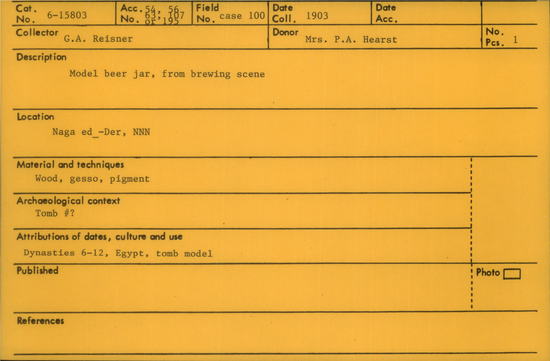 Cat. No. 6-15803
Acc. No. 54, 56, 63, 107 or 195
Field No. case 100
Date Coll. 1903
Date Acc.
Collector G.A. Reisner
Donor Mrs. P.A. Hearst
No. Pcs. 1
Description
Model beer jar, from brewing scene
Location
Naga ed_-Der, NNN
Material and techniques
Wood, gesso, pigment
Archaeological context
Tomb #?
Attributions of dates, culture and use
Dynasties 6-12, Egypt, tomb model
Published
Photo
References